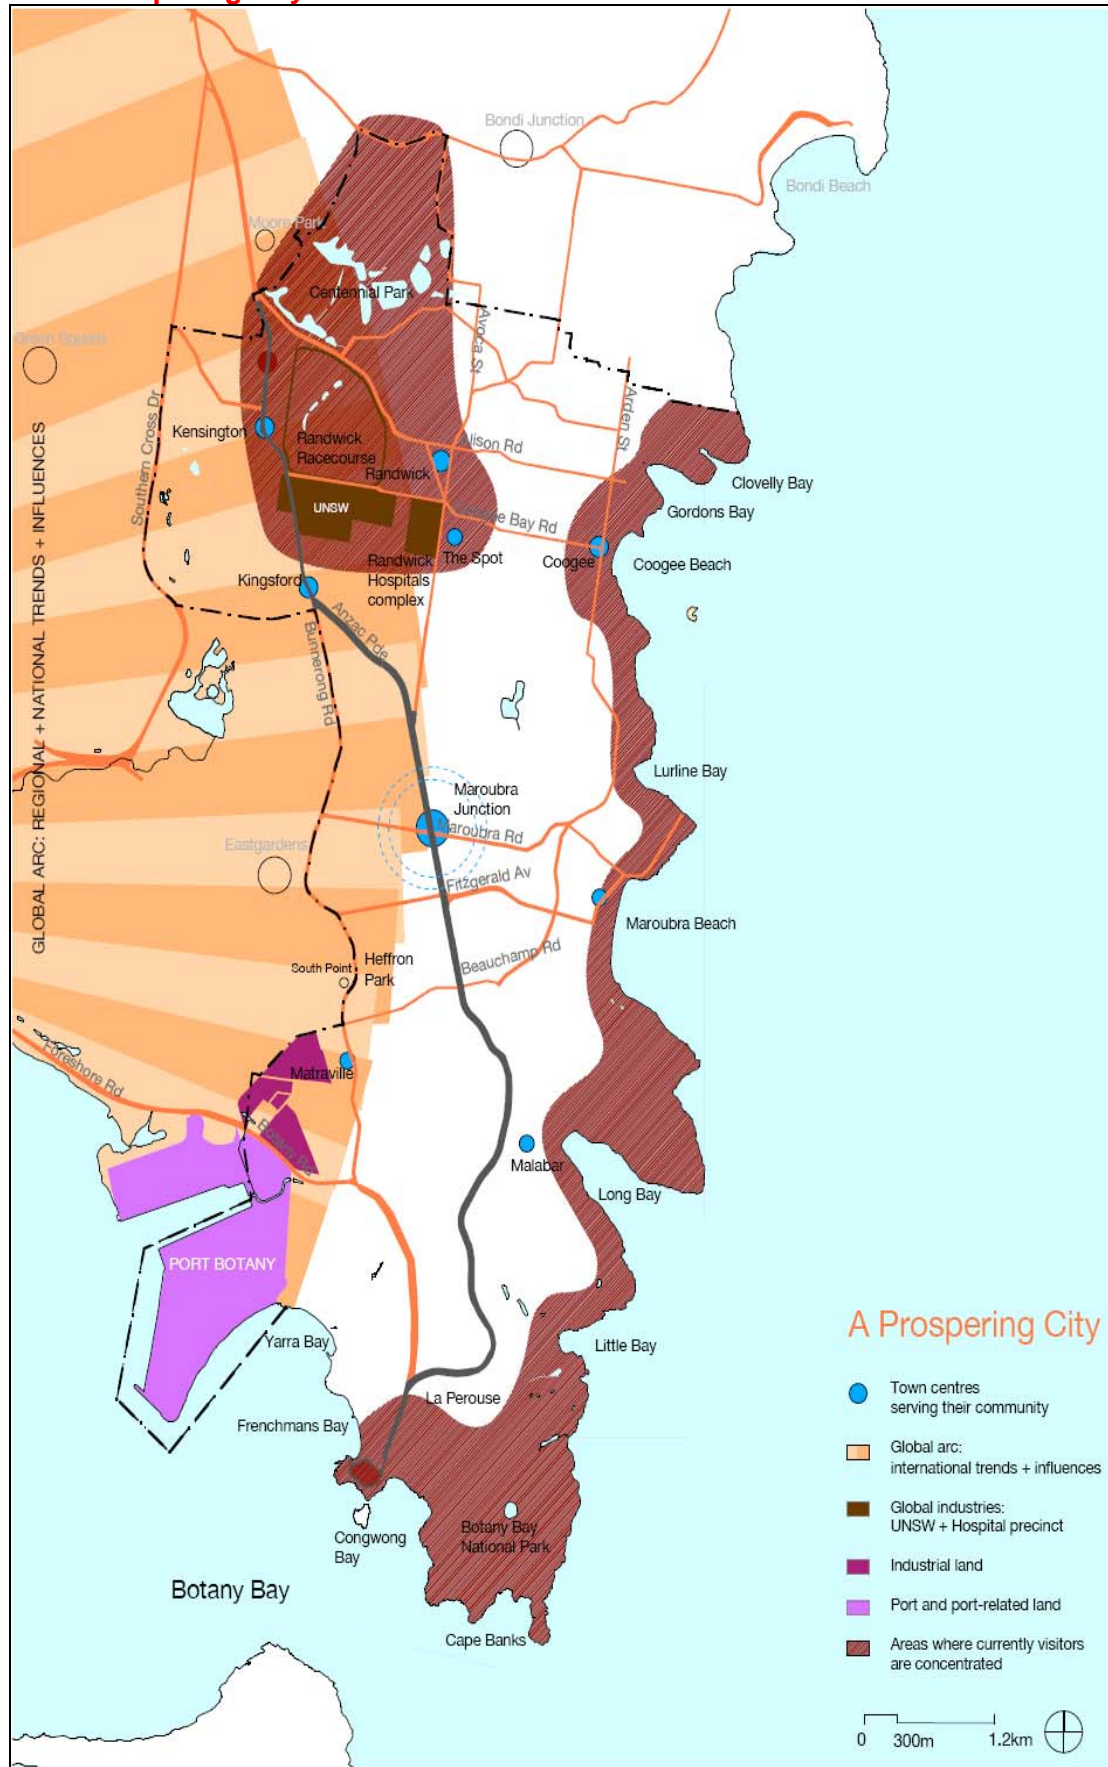 Bondi Junction
Bondi Beach
Moore Park
Centennial Park
Green Square
Avoca St
Arden St
Southern Cross Dr
GLOBAL ARC: REGIONAL + NATIONAL TRENDS + INFLUENCES
Kensington
Randwick
Racecourse
Alison Rd
Randwick
Clovelly Bay
UNSW
Gordons Bay
Coogee Bay Rd
The Spot
Coogee
Coogee Beach
Randwick
Hospitals
complex
Kingsford
Anzac Pde
Bunnerong Rd
Lurline Bay
Maroubra
Junction
Maroubra Rd
Eastgardens
Fitzgerald Av
Maroubra Beach
Beauchamp Rd
Heffron
Park
South Point
Foreshore Rd
Matraville
Botany Rd
Malabar
Long Bay
PORT BOTANY
Yarra Bay
Little Bay
La Perouse
Frenchmans Bay
Congwong
Bay
Botany Bay
National Park
Botany Bay
Cape Banks
A Prospering City
Town centres
serving their community
Global arc:
international trends + influences
Global industries:
UNSW + Hospital precinct
Industrial land
Port and port-related land
Areas where currently visitors
are concentrated
0 300m 1.2km